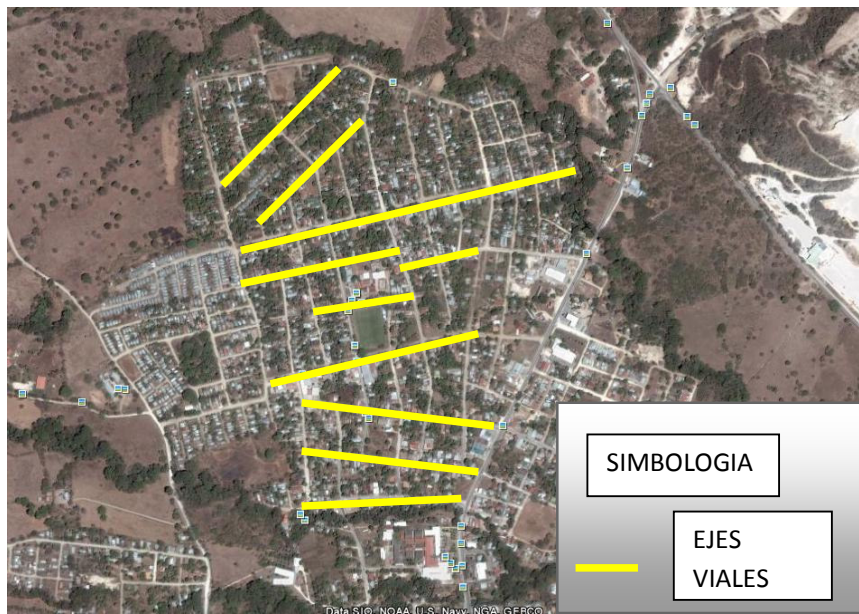 SIMBOLOGIA
EJES
VIALES
Data SIO, NOAA, U.S. Navy, NGA, GEBCO